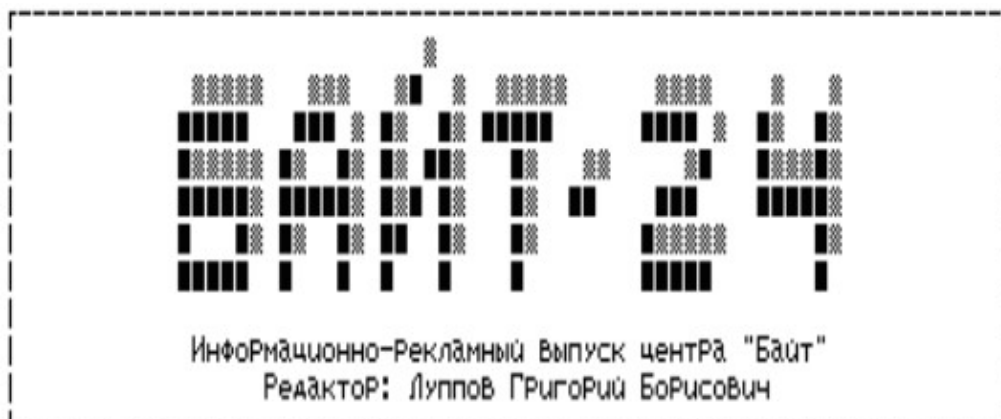 БАЙТ-24
Информационно-рекламный выпуск центра "Байт"
Редактор: Луппов Григорий Борисович